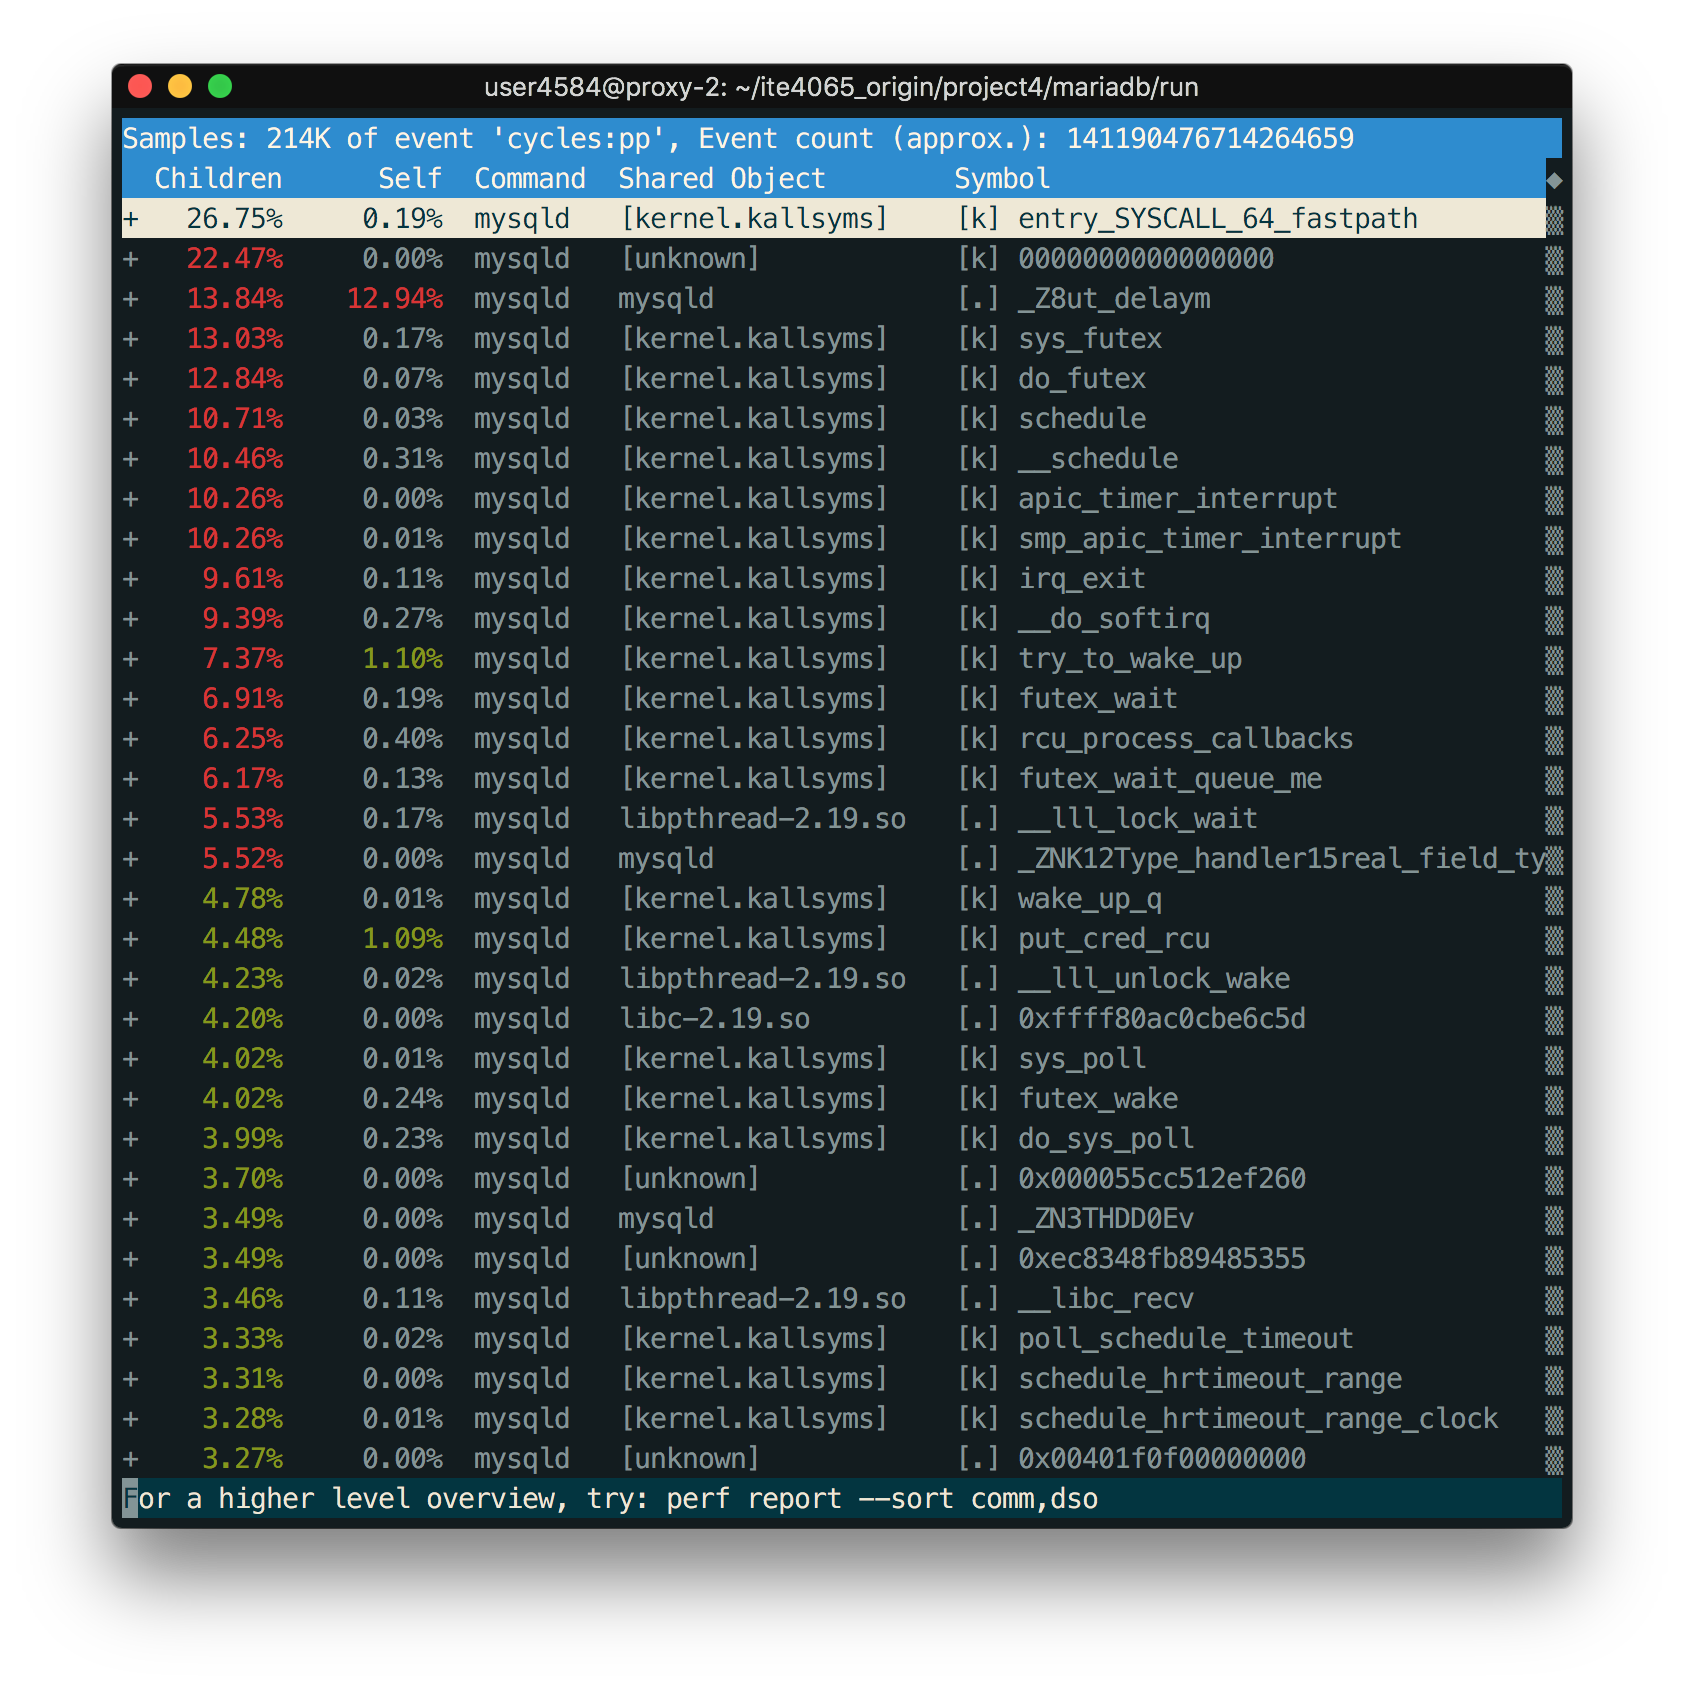 user4584@proxy-2: ~/ite4065_origin/project4/mariadb/run
Samples: 214K of event 'cycles:pp', Event count (approx.): 141190476714264659
Children Self Command Shared Object Symbol
+ 26.75% 0.19% mysqld [kernel.kallsyms] [k] entry_SYSCALL_64_fastpath
+ 22.47% 0.00% mysqld [unknown] [k] 0000000000000000
+ 13.84% 12.94% mysqld mysqld [.] _Z8ut_delaym
+ 13.03% 0.17% mysqld [kernel.kallsyms] [k] sys_futex
+ 12.84% 0.07% mysqld [kernel.kallsyms] [k] do_futex
+ 10.71% 0.03% mysqld [kernel.kallsyms] [k] schedule
+ 10.46% 0.31% mysqld [kernel.kallsyms] [k] __schedule
+ 10.26% 0.00% mysqld [kernel.kallsyms] [k] apic_timer_interrupt
+ 10.26% 0.01% mysqld [kernel.kallsyms] [k] smp_apic_timer_interrupt
+ 9.61% 0.11% mysqld [kernel.kallsyms] [k] irq_exit
+ 9.39% 0.27% mysqld [kernel.kallsyms] [k] __do_softirq
+ 7.37% 1.10% mysqld [kernel.kallsyms] [k] try_to_wake_up
+ 6.91% 0.19% mysqld [kernel.kallsyms] [k] futex_wait
+ 6.25% 0.40% mysqld [kernel.kallsyms] [k] rcu_process_callbacks
+ 6.17% 0.13% mysqld [kernel.kallsyms] [k] futex_wait_queue_me
+ 5.53% 0.17% mysqld libpthread-2.19.so [.] __lll_lock_wait
+ 5.52% 0.00% mysqld mysqld [.] _ZNK12Type_handler15real_field_ty
+ 4.78% 0.01% mysqld [kernel.kallsyms] [k] wake_up_q
+ 4.48% 1.09% mysqld [kernel.kallsyms] [k] put_cred_rcu
+ 4.23% 0.02% mysqld libpthread-2.19.so [.] __lll_unlock_wake
+ 4.20% 0.00% mysqld libc-2.19.so [.] 0xffff80ac0cbe6c5d
+ 4.02% 0.01% mysqld [kernel.kallsyms] [k] sys_poll
+ 4.02% 0.24% mysqld [kernel.kallsyms] [k] futex_wake
+ 3.99% 0.23% mysqld [kernel.kallsyms] [k] do_sys_poll
+ 3.70% 0.00% mysqld [unknown] [.] 0x000055cc512ef260
+ 3.49% 0.00% mysqld mysqld [.] _ZN3THDD0Ev
+ 3.49% 0.00% mysqld [unknown] [.] 0xec8348fb89485355
+ 3.46% 0.11% mysqld libpthread-2.19.so [.] __libc_recv
+ 3.33% 0.02% mysqld [kernel.kallsyms] [k] poll_schedule_timeout
+ 3.31% 0.00% mysqld [kernel.kallsyms] [k] schedule_hrtimeout_range
+ 3.28% 0.01% mysqld [kernel.kallsyms] [k] schedule_hrtimeout_range_clock
+ 3.27% 0.00% mysqld [unknown] [.] 0x00401f0f00000000
For a higher level overview, try: perf report --sort comm,dso